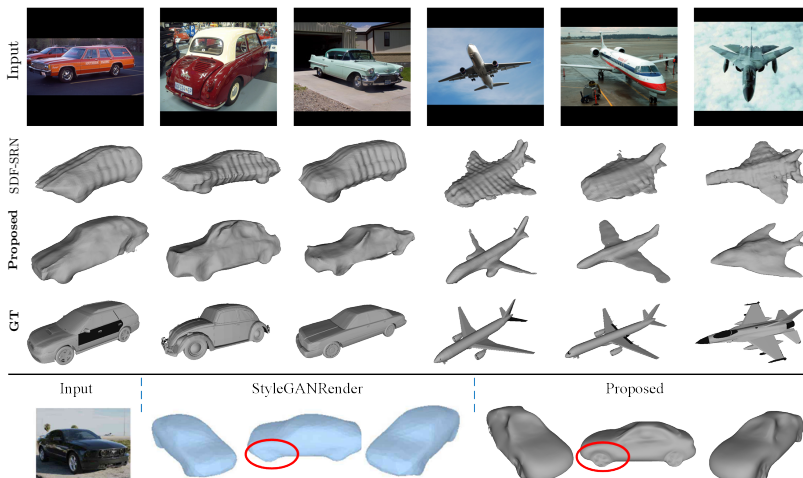 Input
SDF-SRN
Proposed
GT
Input
StyleGANRender
Proposed